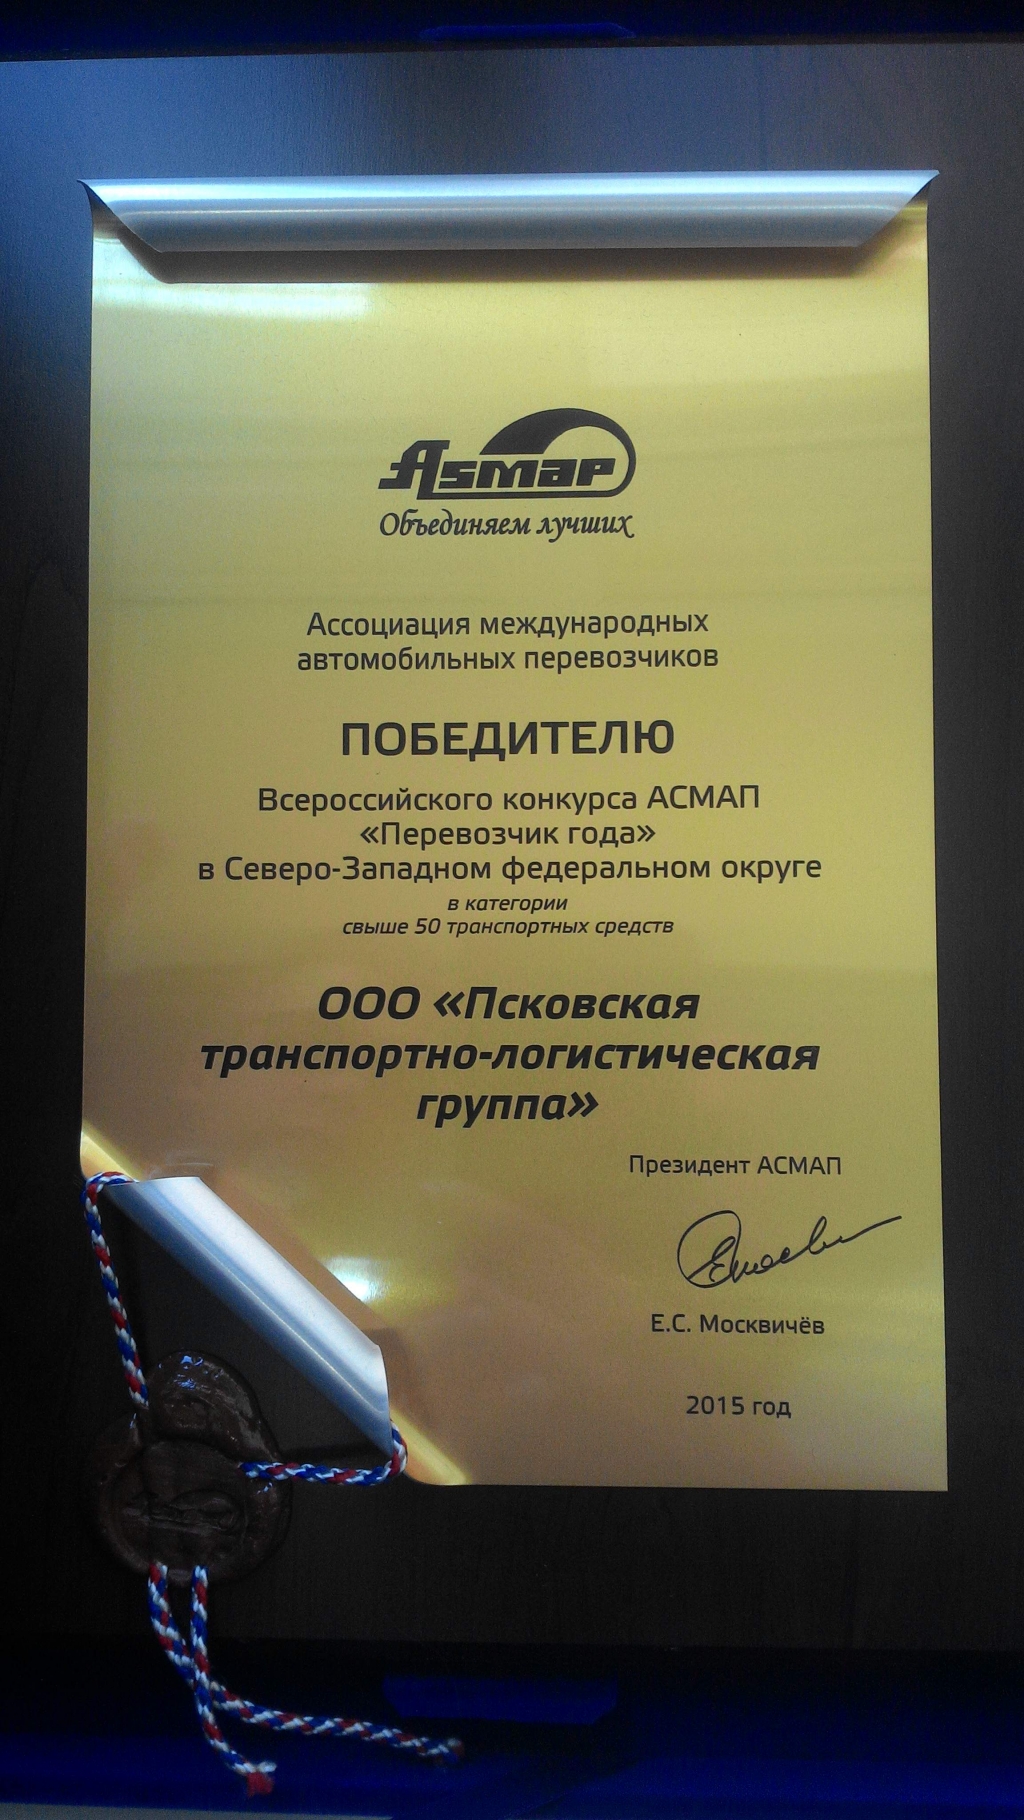 Asmap
Объединяем лучших
Ассоциация международных
автомобильных перевозчиков
ПОБЕДИТЕЛЮ
Всероссийского конкурса АСМАП
«Перевозчик года»
в Северо-Западном федеральном округе
в категории
свыше 50 транспортных средств
ООО «Псковская
транспортно-логистическая
группа»
Президент АСМАП
Е.С. Москвичёв
2015 год